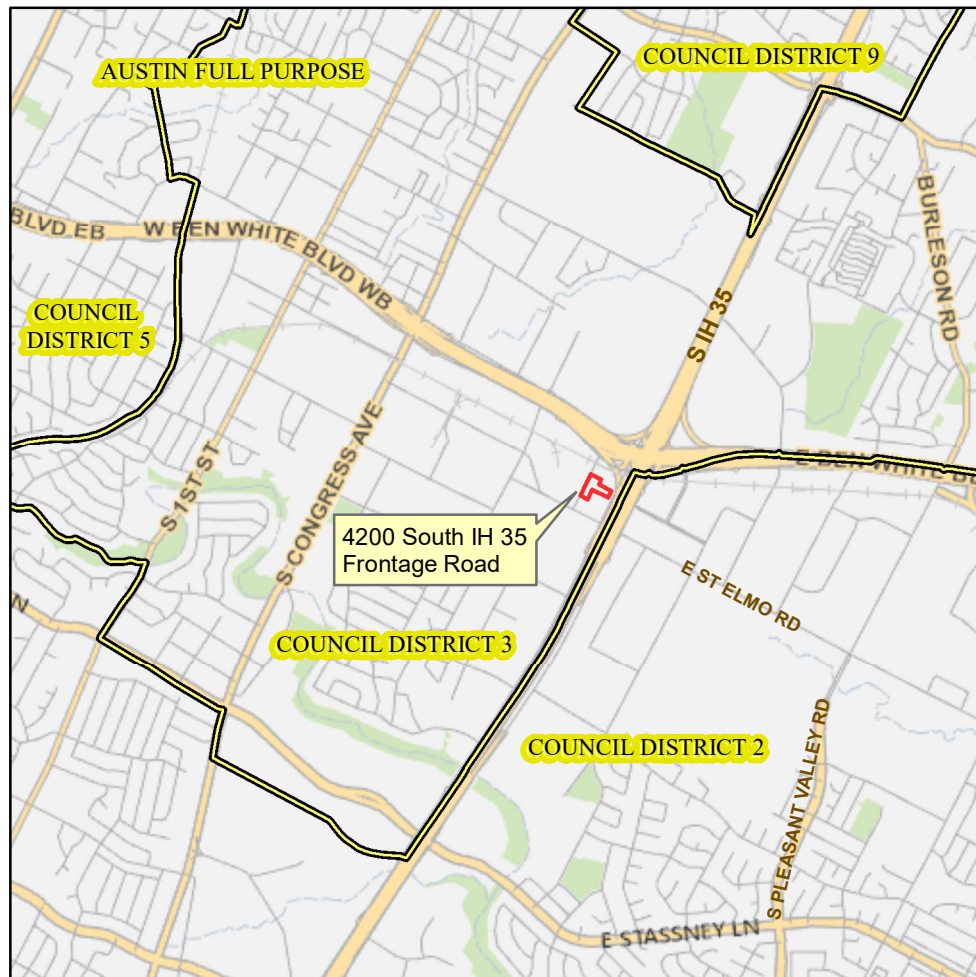 COUNCIL DISTRICT 9
AUSTIN FULL PURPOSE
BURLESON RD
BLVD EB
W BEN WHITE BLVD WB
COUNCIL
DISTRICT 5
S IH 35
S CONGRESS AVE
S 1ST ST
E BEN WHITE BL
4200 South IH 35
Frontage Road
E ST ELMO RD
N
COUNCIL DISTRICT 3
COUNCIL DISTRICT 2
S PLEASANT VALLEY RD
E STASSNEY LN